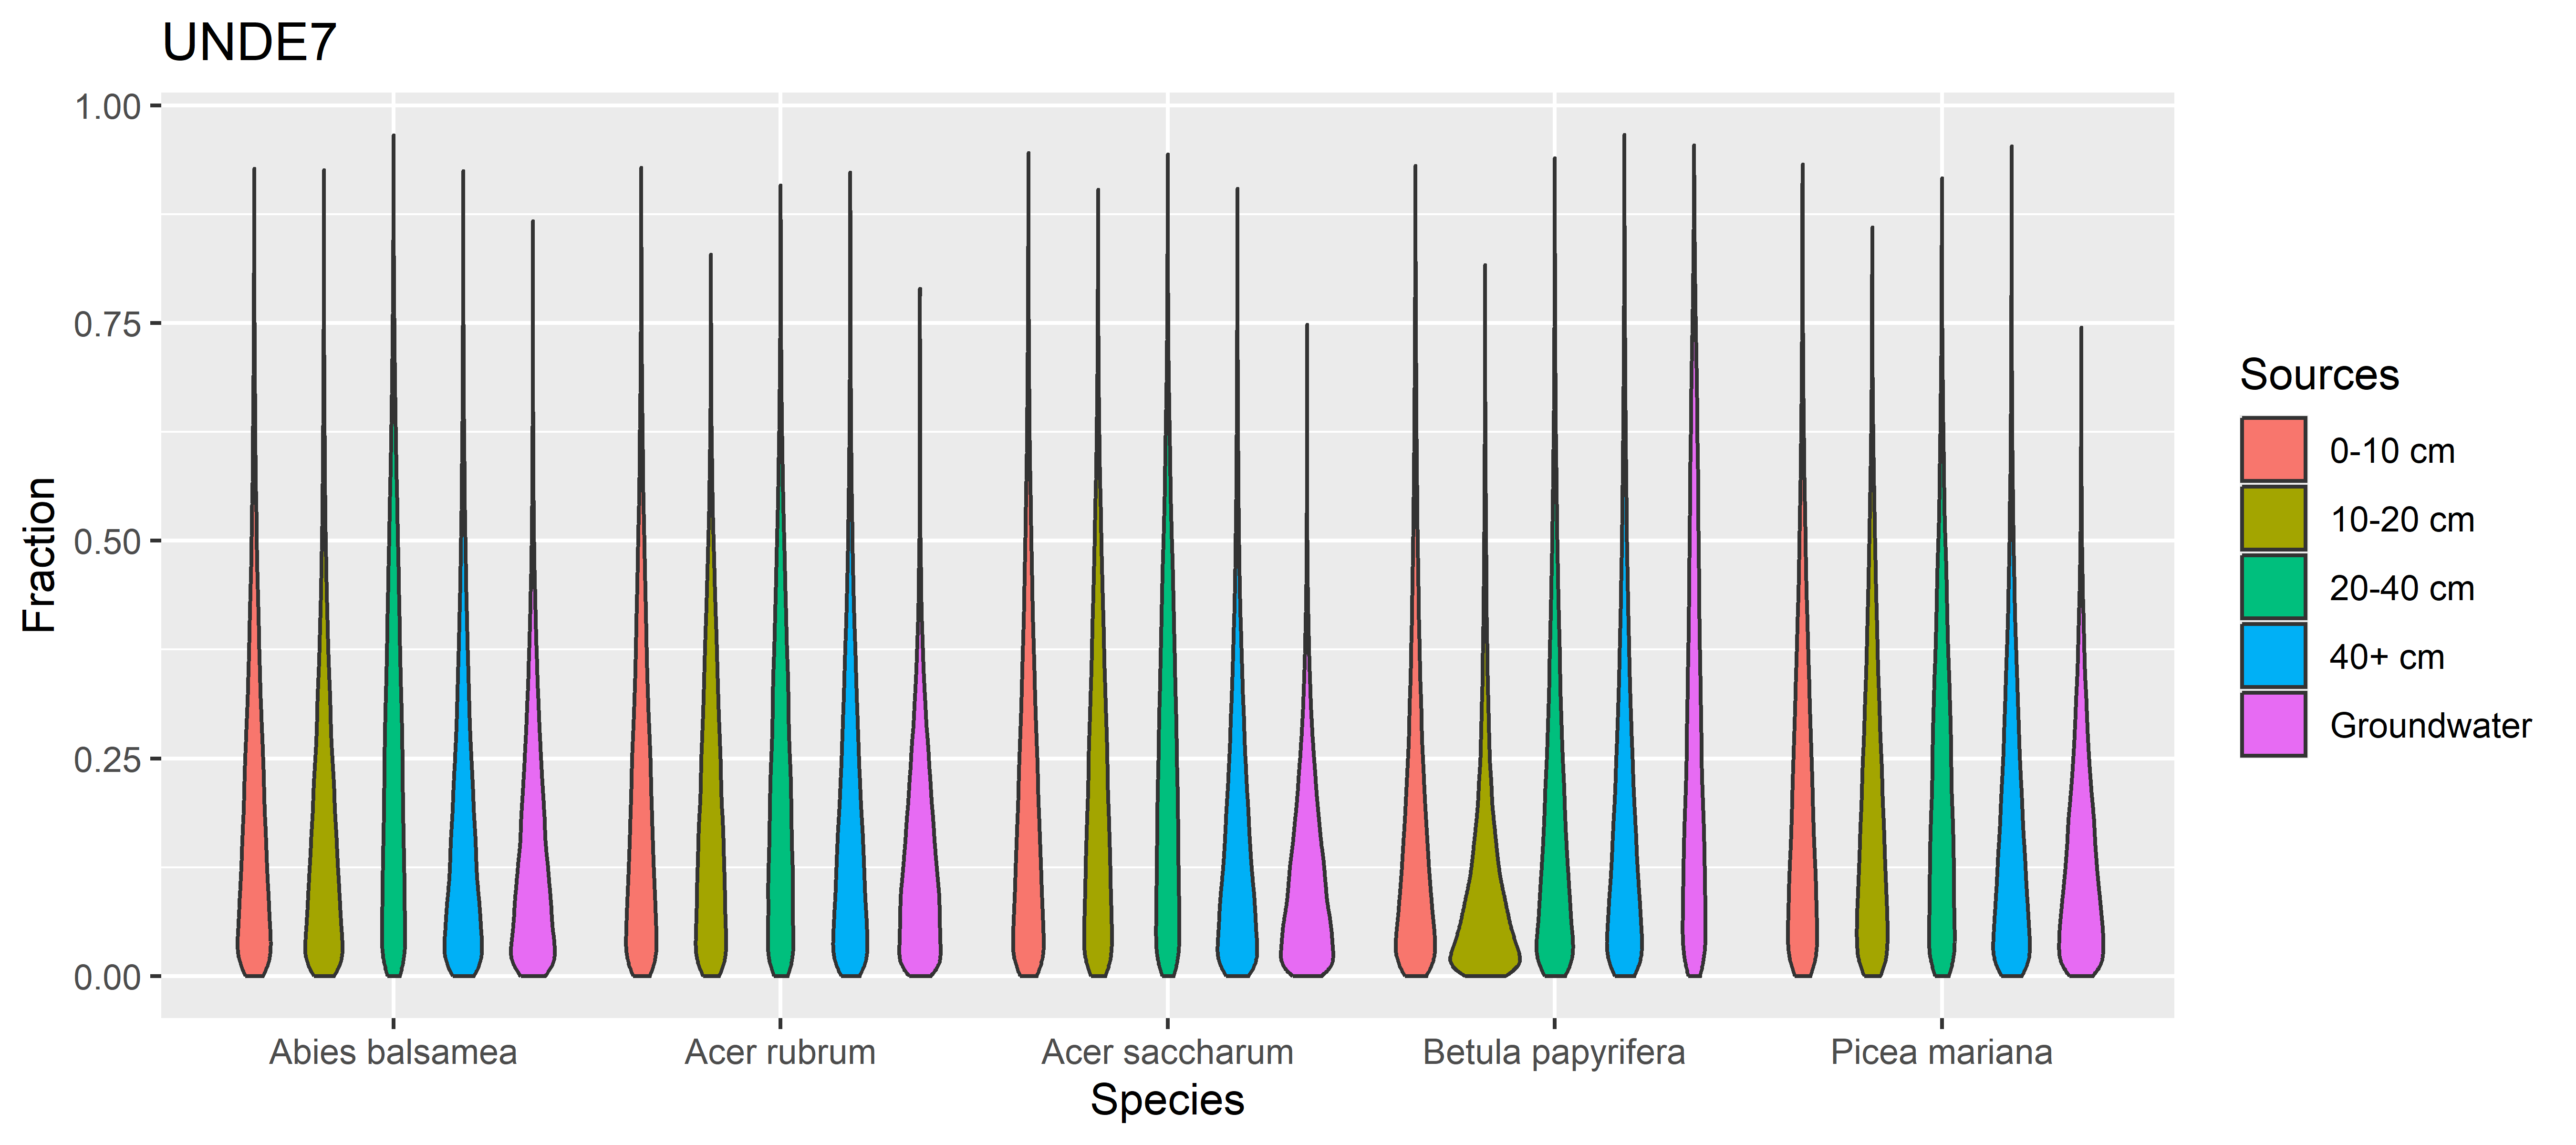 UNDE7
1.00
0.75
0.50
0.25
0.00
Fraction
Abies balsamea
Acer rubrum
Acer saccharum
Betula papyrifera
Picea mariana
Species
Sources
0-10 cm
10-20 cm
20-40 cm
40+ cm
Groundwater